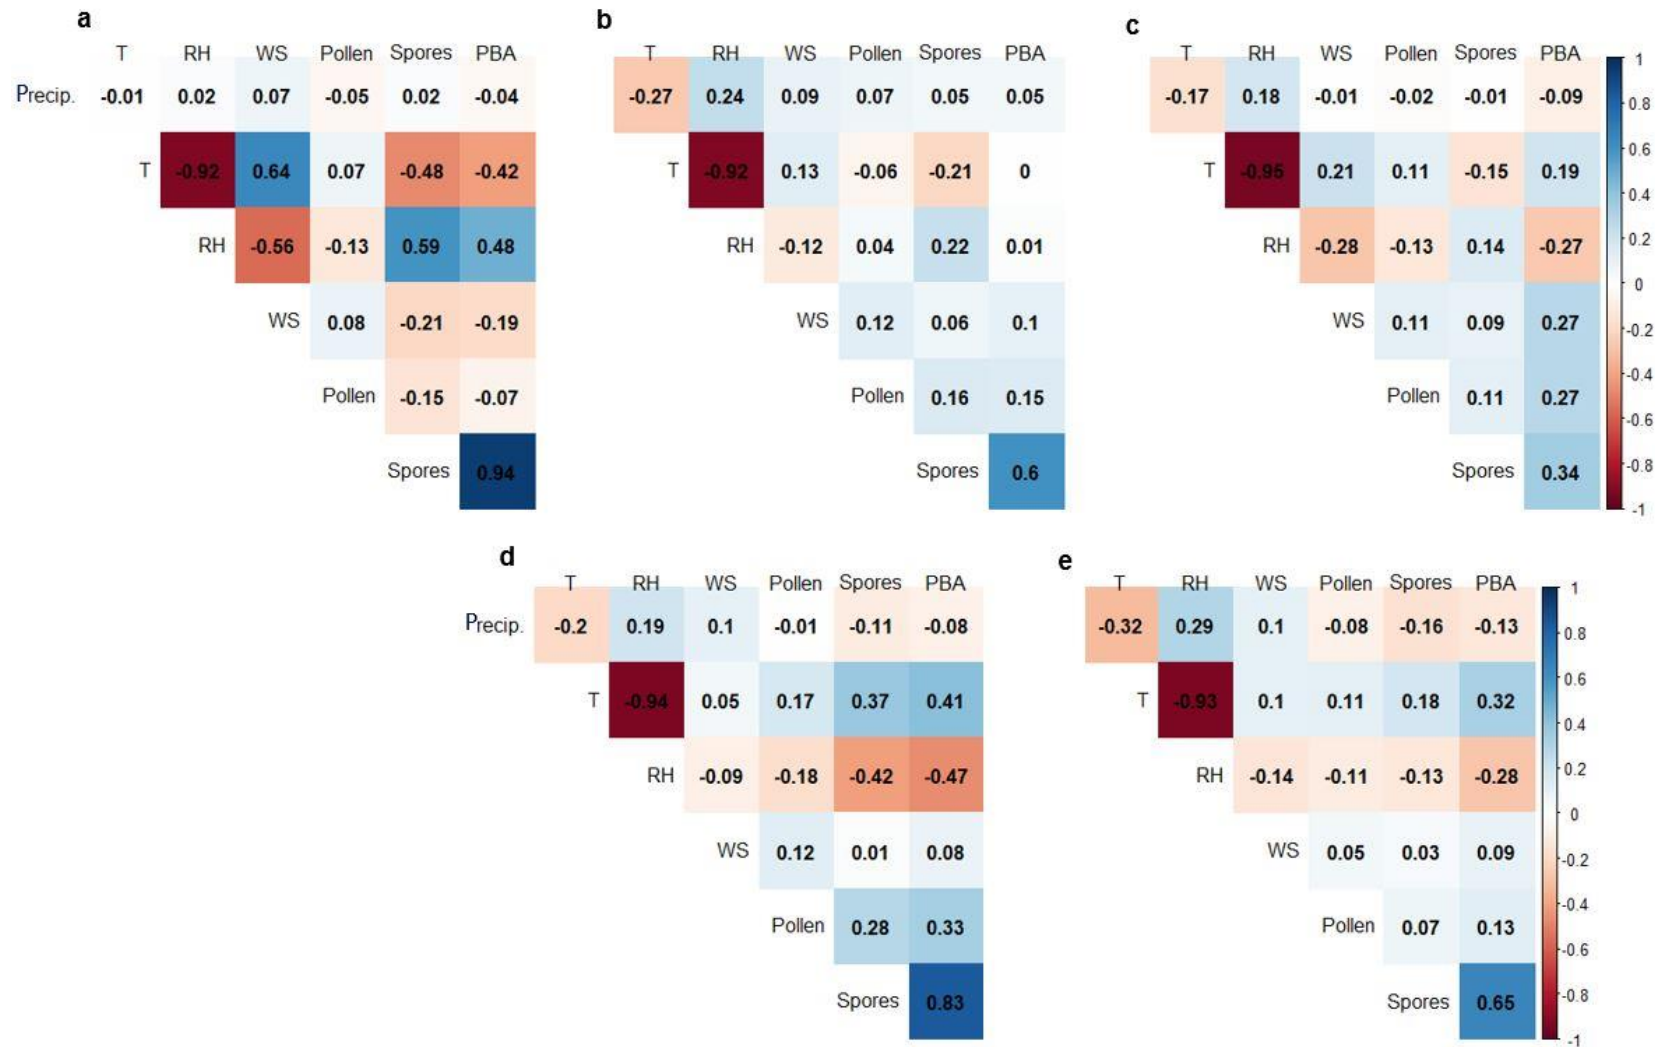 a
T RH WS Pollen Spores PBA
Precip. -0.01 0.02 0.07 -0.05 0.02 -0.04
T -0.92 0.64 0.07 -0.48 -0.42
RH -0.56 -0.13 0.59 0.48
WS 0.08 -0.21 -0.19
Pollen -0.15 -0.07
Spores 0.94
b
T RH WS Pollen Spores PBA
-0.27 0.24 0.09 0.07 0.05 0.05
T -0.92 0.13 -0.06 -0.21 0
RH -0.12 0.04 0.22 0.01
WS 0.12 0.06 0.1
Pollen 0.16 0.15
Spores 0.6
c
T RH WS Pollen Spores PBA
-0.17 0.18 -0.01 -0.02 -0.01 -0.09
T -0.95 0.21 0.11 -0.15 0.19
RH -0.28 -0.13 0.14 -0.27
WS 0.11 0.09 0.27
Pollen 0.11 0.27
Spores 0.34
1
0.8
0.6
0.4
0.2
0
-0.2
-0.4
-0.6
-0.8
-1
d
T RH WS Pollen Spores PBA
Precip. -0.2 0.19 0.1 -0.01 -0.11 -0.08
T -0.94 0.05 0.17 0.37 0.41
RH -0.09 -0.18 -0.42 -0.47
WS 0.12 0.01 0.08
Pollen 0.28 0.33
Spores 0.83
e
T RH WS Pollen Spores PBA
-0.32 0.29 0.1 -0.08 -0.16 -0.13
T -0.93 0.1 0.11 0.18 0.32
RH -0.14 -0.11 -0.13 -0.28
WS 0.05 0.03 0.09
Pollen 0.07 0.13
Spores 0.65
1
0.8
0.6
0.4
0.2
0
-0.2
-0.4
-0.6
-0.8
-1